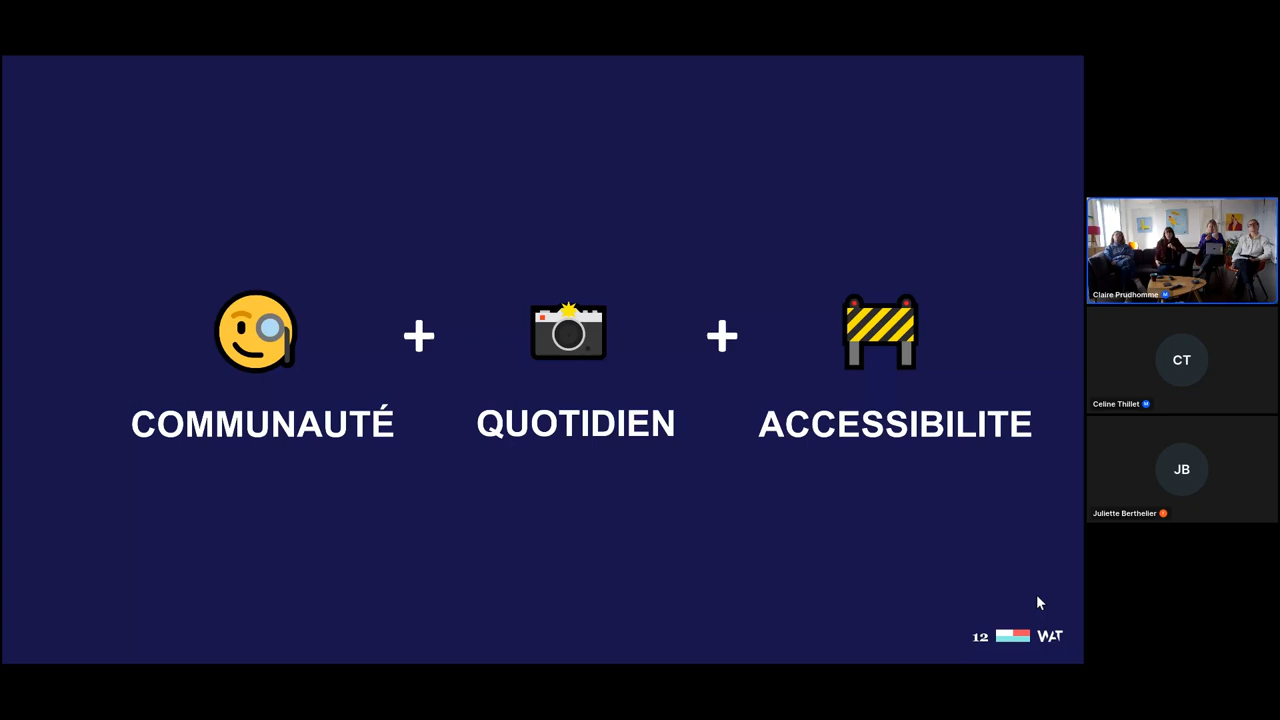 COMMUNAUTÉ
+
QUOTIDIEN
+
ACCESSIBILITE
12
WAT
Claire Prudhomme M
CT
Celine Thillet M
JB
Juliette Berthelier